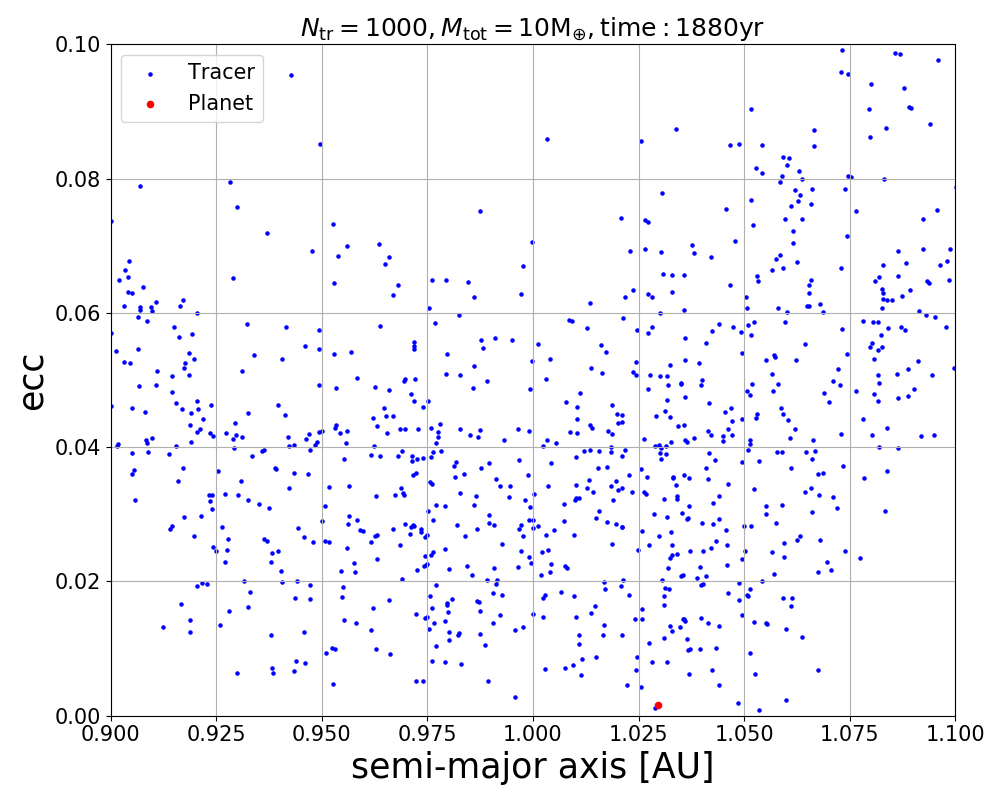 N_tr = 1000, M_tot = 10M_⊕, time : 1880yr
Tracer
Planet
ecc
0.10
0.08
0.06
0.04
0.02
0.00
0.900 0.925 0.950 0.975 1.000 1.025 1.050 1.075 1.100
semi-major axis [AU]